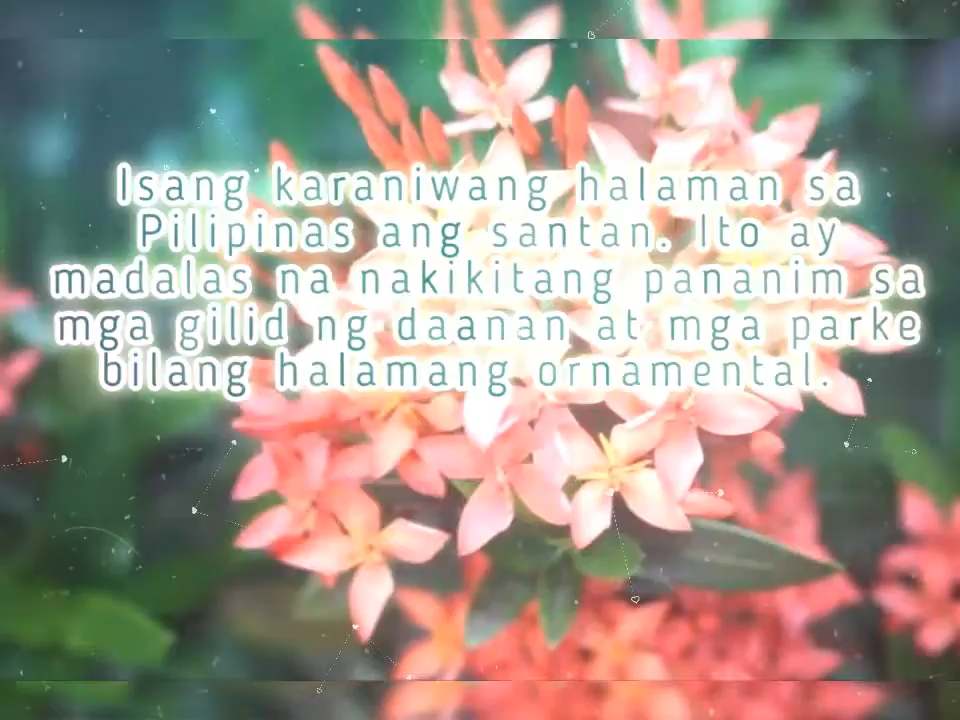 Isang karaniwang halaman sa
Pilipinas ang santan. Ito ay
madalas na nakikitang pananim sa
mga gilid ng daanan at mga parke
bilang halamang ornamental.